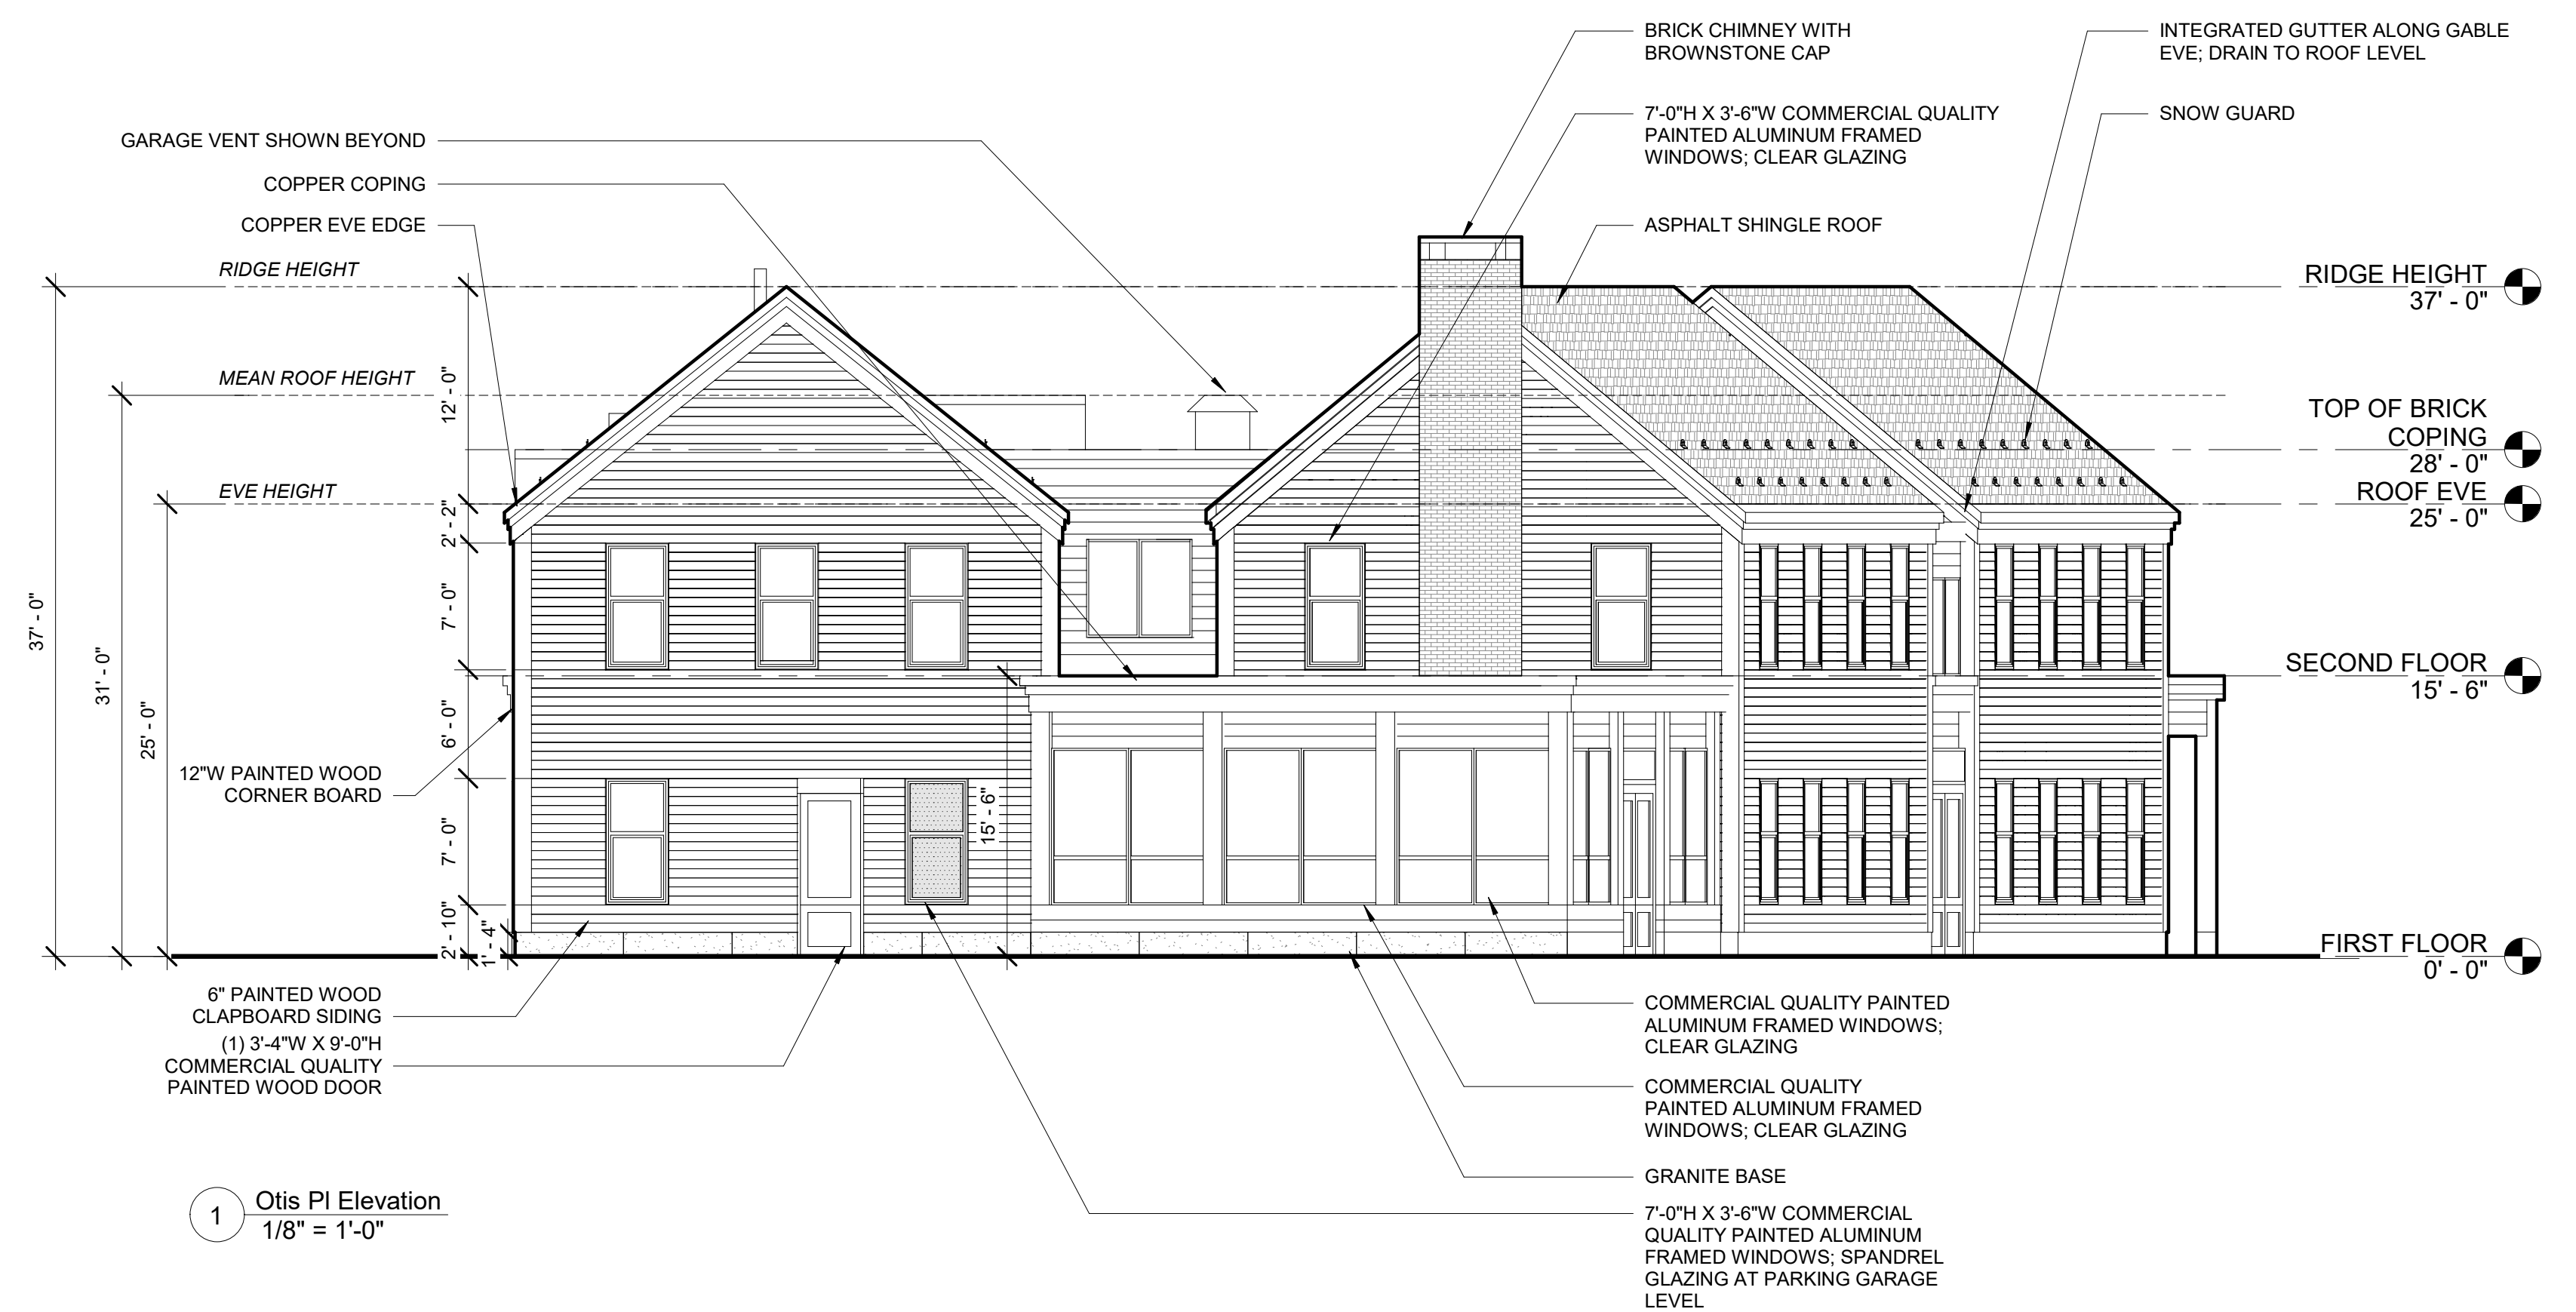 BRICK CHIMNEY WITH
BROWNSTONE CAP
INTEGRATED GUTTER ALONG GABLE
EVE; DRAIN TO ROOF LEVEL
7'-0"H X 3'-6"W COMMERCIAL QUALITY
PAINTED ALUMINUM FRAMED
WINDOWS; CLEAR GLAZING
SNOW GUARD
GARAGE VENT SHOWN BEYOND
COPPER COPING
COPPER EVE EDGE
ASPHALT SHINGLE ROOF
RIDGE HEIGHT
RIDGE HEIGHT
37' - 0"
MEAN ROOF HEIGHT
12' - 0"
TOP OF BRICK
COPING
28' - 0"
EVE HEIGHT
ROOF EVE
25' - 0"
2' - 2"
7' - 0"
37' - 0"
31' - 0"
25' - 0"
SECOND FLOOR
15' - 6"
6' - 0"
12"W PAINTED WOOD
CORNER BOARD
7' - 0"
15' - 6"
2' - 10"
1' - 4"
FIRST FLOOR
0' - 0"
6" PAINTED WOOD
CLAPBOARD SIDING
(1) 3'-4"W X 9'-0"H
COMMERCIAL QUALITY
PAINTED WOOD DOOR
COMMERCIAL QUALITY PAINTED
ALUMINUM FRAMED WINDOWS;
CLEAR GLAZING
COMMERCIAL QUALITY
PAINTED ALUMINUM FRAMED
WINDOWS; CLEAR GLAZING
GRANITE BASE
7'-0"H X 3'-6"W COMMERCIAL
QUALITY PAINTED ALUMINUM
FRAMED WINDOWS; SPANDREL
GLAZING AT PARKING GARAGE
LEVEL
1
Otis Pl Elevation
1/8" = 1'-0"